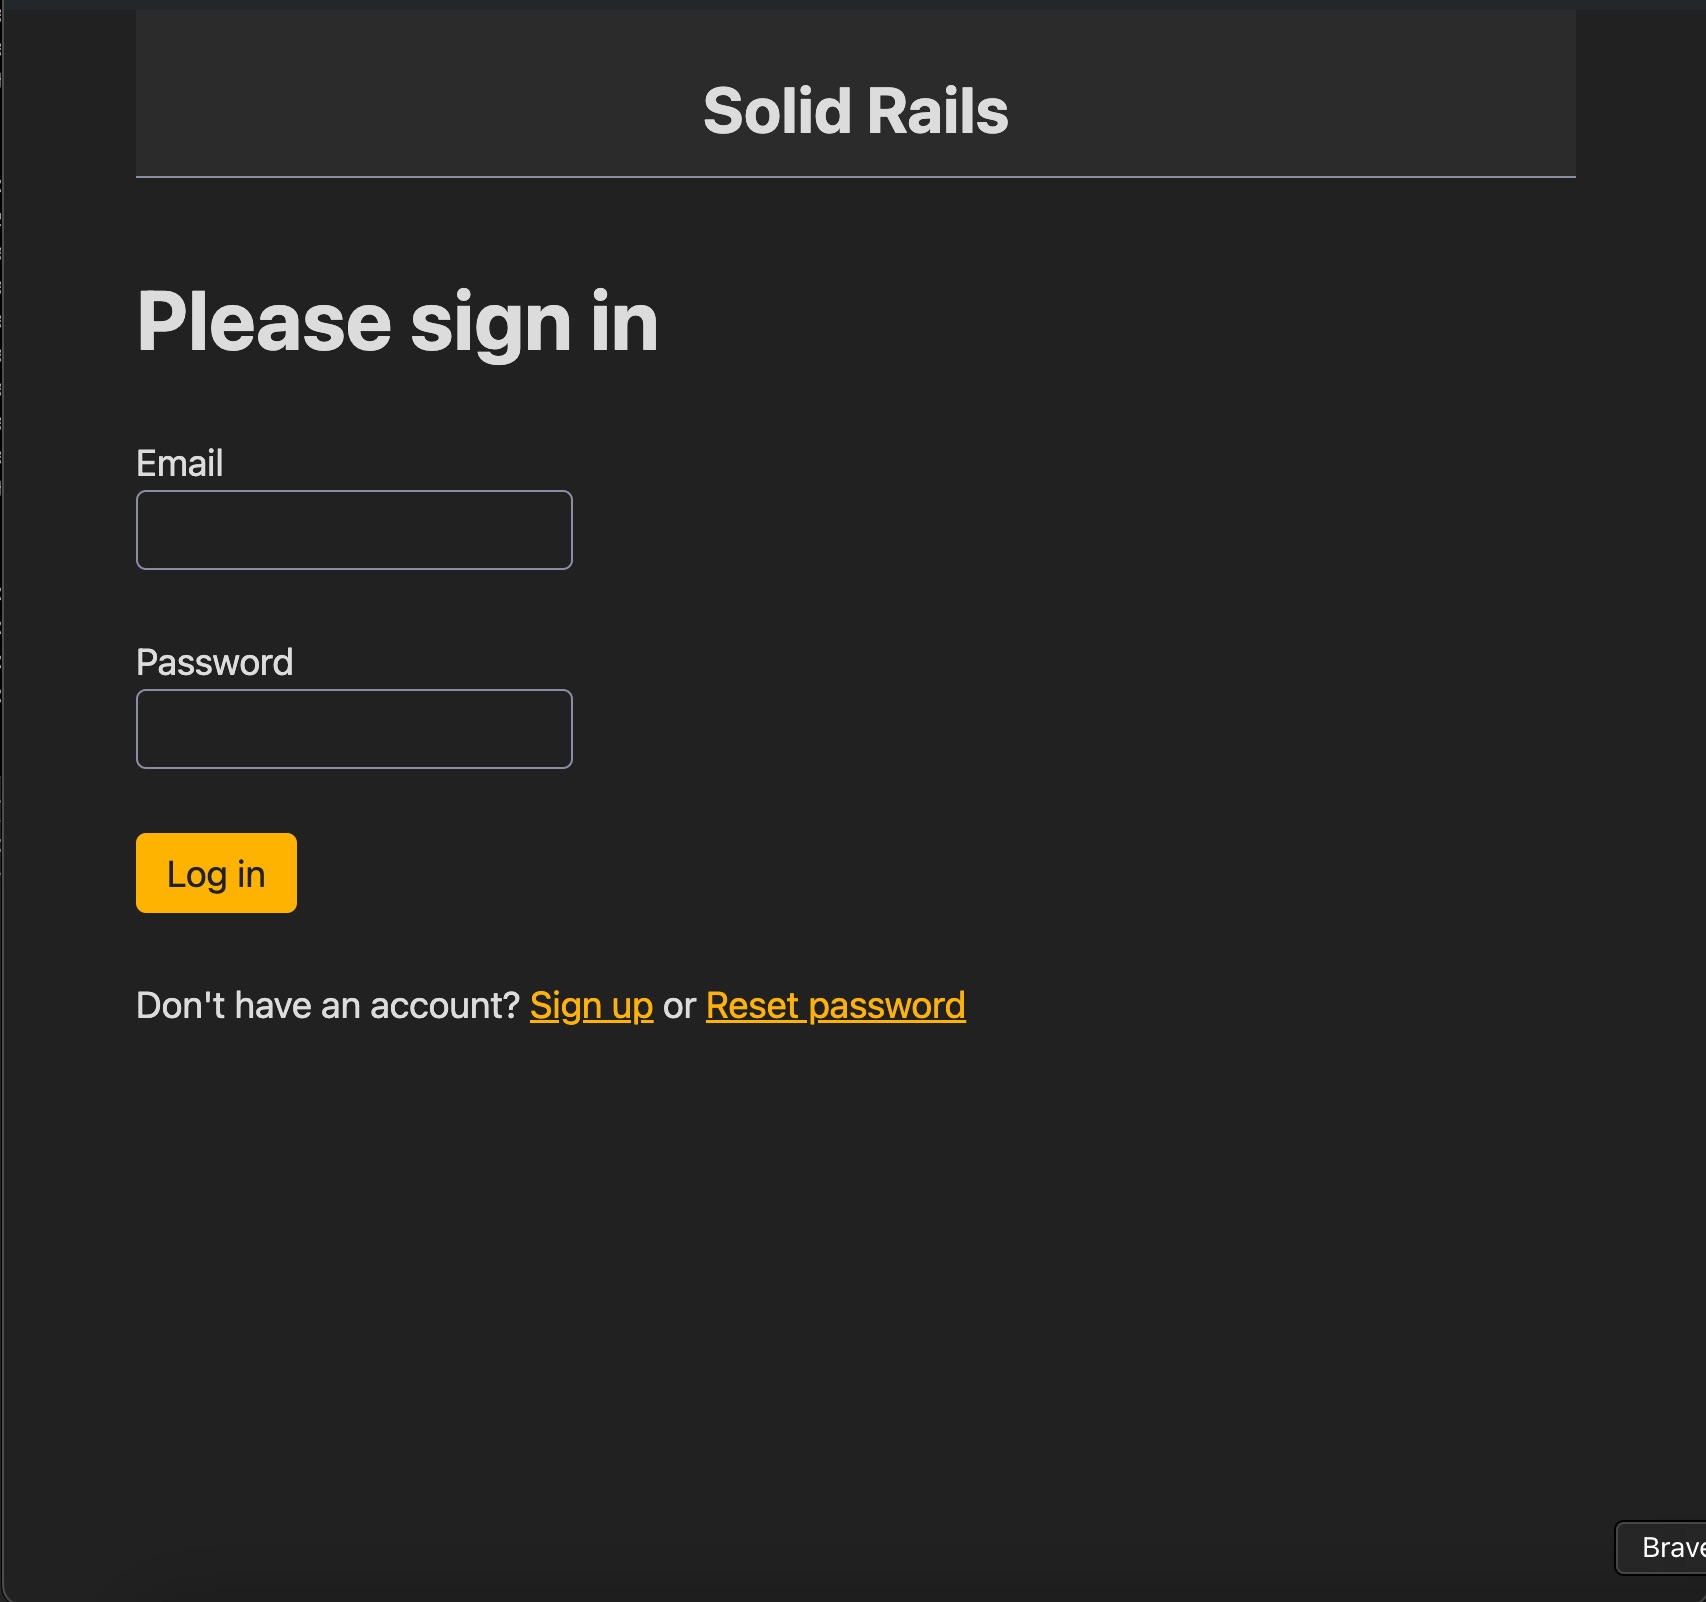 Solid Rails
Please sign in
Email
Password
Log in
Don't have an account? Sign up or Reset password
Brave